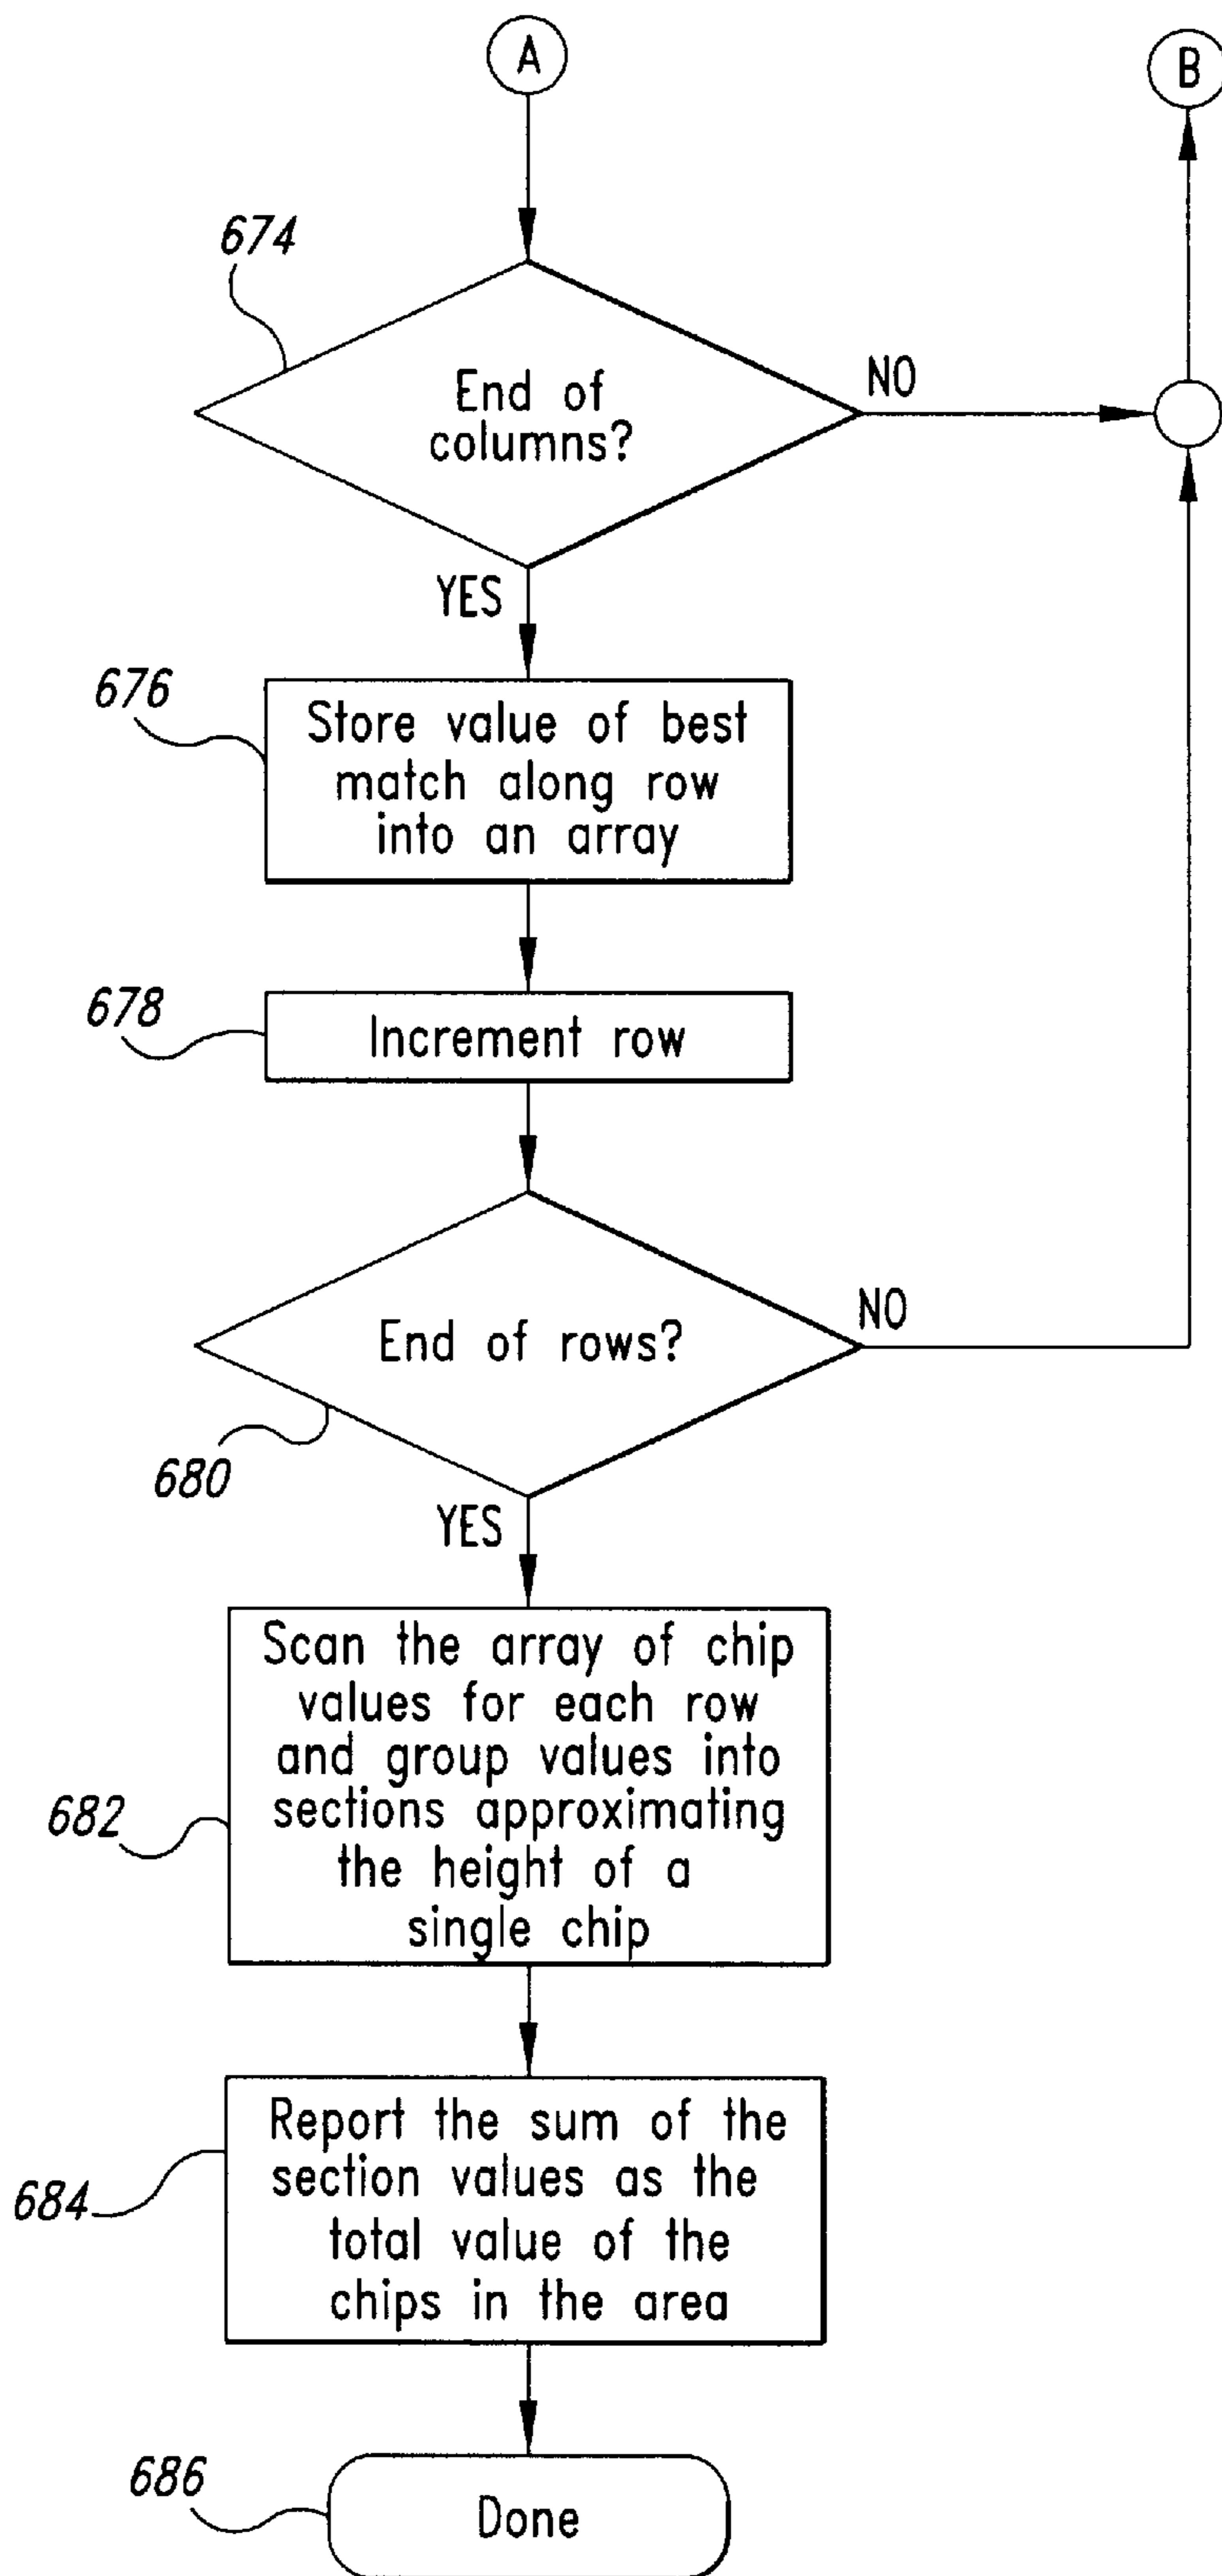 A
B
674
End of
columns?
NO
YES
676
Store value of best
match along row
into an array
678
Increment row
End of rows?
NO
680
YES
Scan the array of chip
values for each row
and group values into
sections approximating
the height of a
single chip
682
Report the sum of the
section values as the
total value of the
chips in the area
684
686
Done